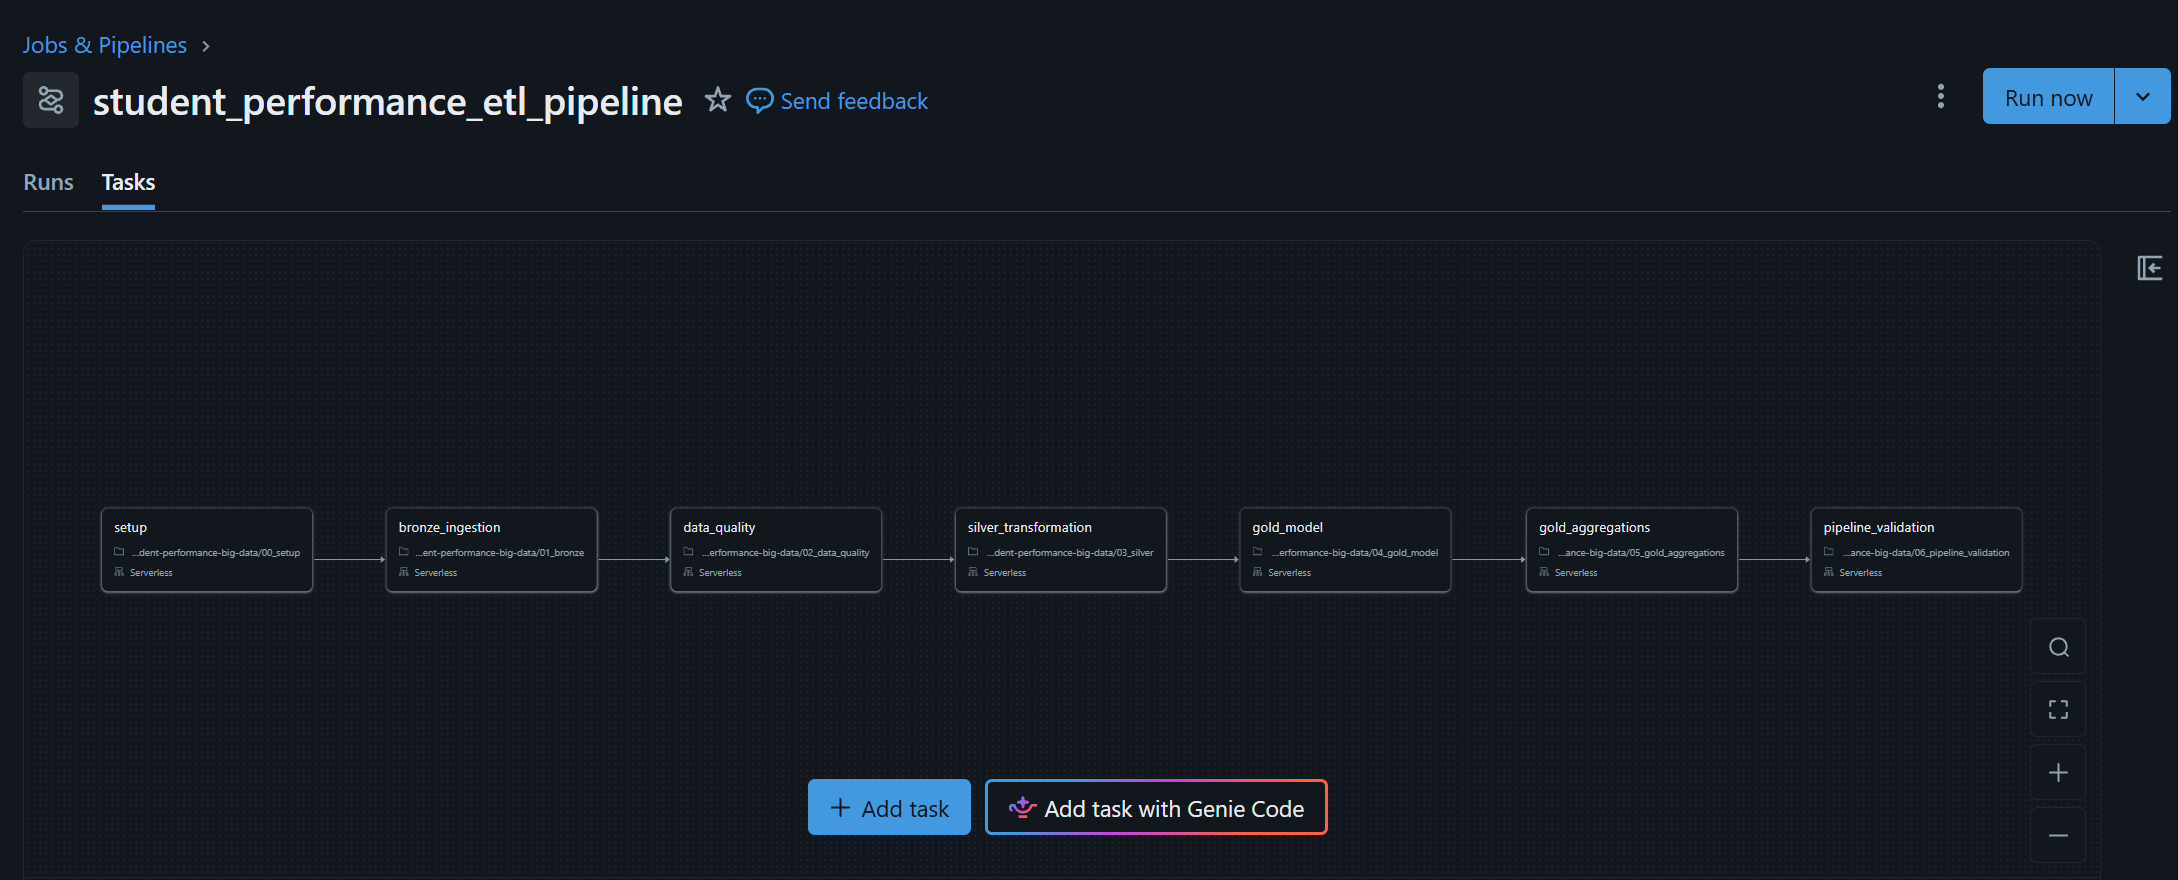 Jobs & Pipelines
student_performance_etl_pipeline
Send feedback
Run now
Runs
Tasks
setup
...dent-performance-big-data/00_setup
Serverless
bronze_ingestion
...ent-performance-big-data/01_bronze
Serverless
data_quality
...erformance-big-data/02_data_quality
Serverless
silver_transformation
...dent-performance-big-data/03_silver
Serverless
gold_model
...erformance-big-data/04_gold_model
Serverless
gold_aggregations
...ance-big-data/05_gold_aggregations
Serverless
pipeline_validation
...ance-big-data/06_pipeline_validation
Serverless
Add task
Add task with Genie Code